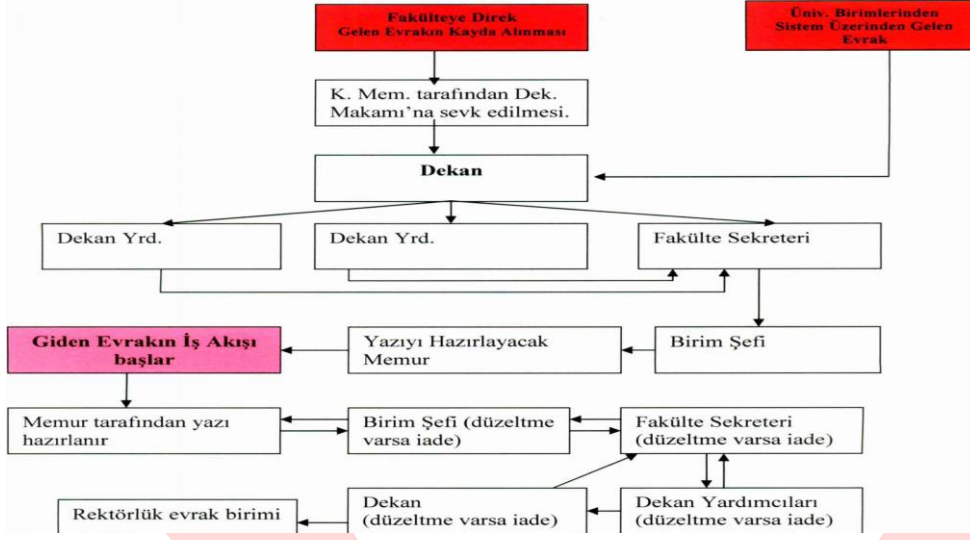 Fakülteye Direk
Gelen Evrakın Kayda Alınması
Üniv. Birimlerinden
Sistem Üzerinden Gelen
Evrak
K. Mem. tarafından Dek.
Makamı'na sevk edilmesi.
Dekan
Dekan Yrd.
Dekan Yrd.
Fakülte Sekreteri
Giden Evrakın İş Akışı
başlar
Yazıyı Hazırlayacak
Memur
Birim Şefi
Memur tarafından yazı
hazırlanır
Birim Şefi (düzeltme
varsa iade)
Fakülte Sekreteri
(düzeltme varsa iade)
Rektörlük evrak birimi
Dekan
(düzeltme varsa iade)
Dekan Yardımcıları
(düzeltme varsa iade)